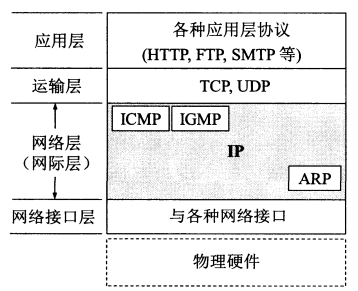 应用层
各种应用层协议
(HTTP, FTP, SMTP 等)
运输层
TCP, UDP
ICMP
IGMP
网络层
(网际层)
IP
ARP
网络接口层
与各种网络接口
物理硬件